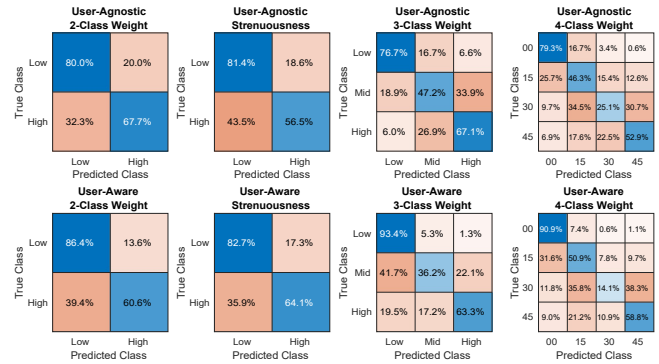 User-Agnostic
2-Class Weight
True Class
Low
80.0% 20.0%
High
32.3% 67.7%
Low High
Predicted Class
User-Agnostic
Strenuousness
True Class
Low
81.4% 18.6%
High
43.5% 56.5%
Low High
Predicted Class
User-Agnostic
3-Class Weight
True Class
Low
76.7% 16.7% 6.6%
Mid
18.9% 47.2% 33.9%
High
6.0% 26.9% 67.1%
Low Mid High
Predicted Class
User-Agnostic
4-Class Weight
True Class
00
79.3% 16.7% 3.4% 0.6%
15
25.7% 46.3% 15.4% 12.6%
30
9.7% 34.5% 25.1% 30.7%
45
6.9% 17.6% 22.5% 52.9%
00 15 30 45
Predicted Class
User-Aware
2-Class Weight
True Class
Low
86.4% 13.6%
High
39.4% 60.6%
Low High
Predicted Class
User-Aware
Strenuousness
True Class
Low
82.7% 17.3%
High
35.9% 64.1%
Low High
Predicted Class
User-Aware
3-Class Weight
True Class
Low
93.4% 5.3% 1.3%
Mid
41.7% 36.2% 22.1%
High
19.5% 17.2% 63.3%
Low Mid High
Predicted Class
User-Aware
4-Class Weight
True Class
00
90.9% 7.4% 0.6% 1.1%
15
31.6% 50.9% 7.8% 9.7%
30
11.8% 35.8% 14.1% 38.3%
45
9.0% 21.2% 10.9% 58.8%
00 15 30 45
Predicted Class